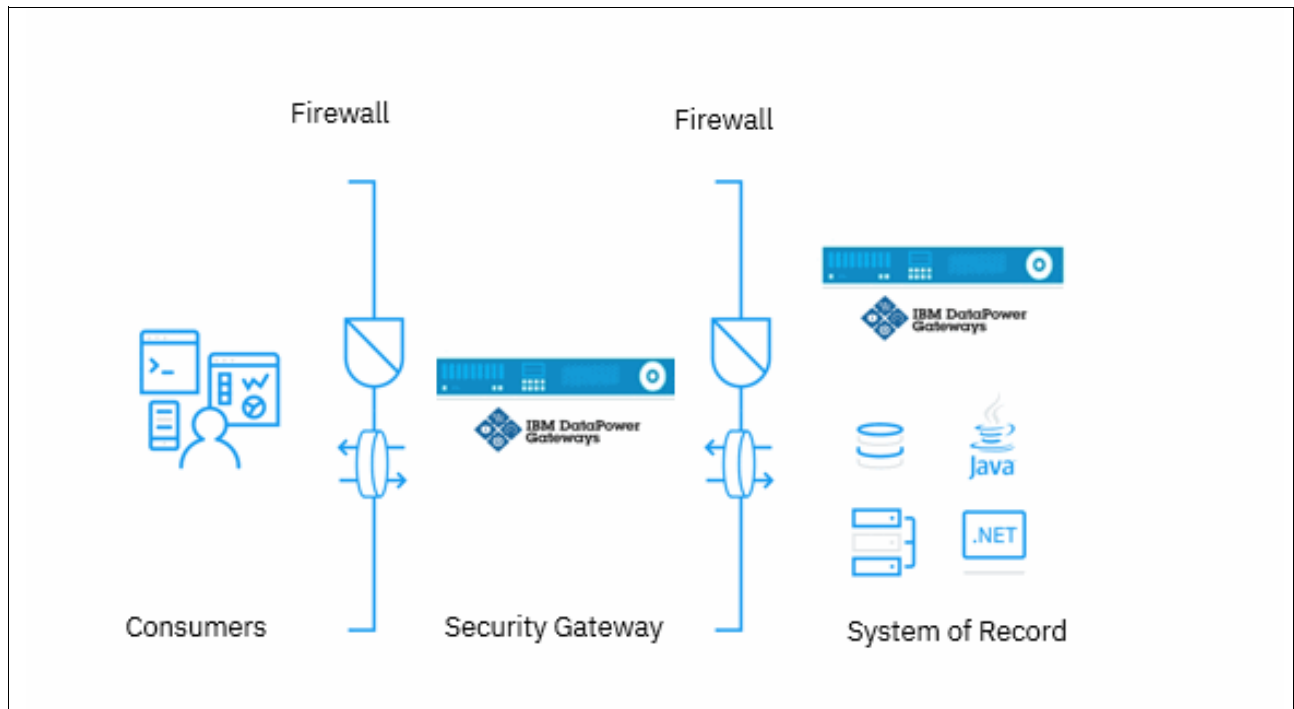 Firewall
Firewall
IBM DataPower
Gateways
IBM DataPower
Gateways
>_
Java
.NET
Consumers
Security Gateway
System of Record